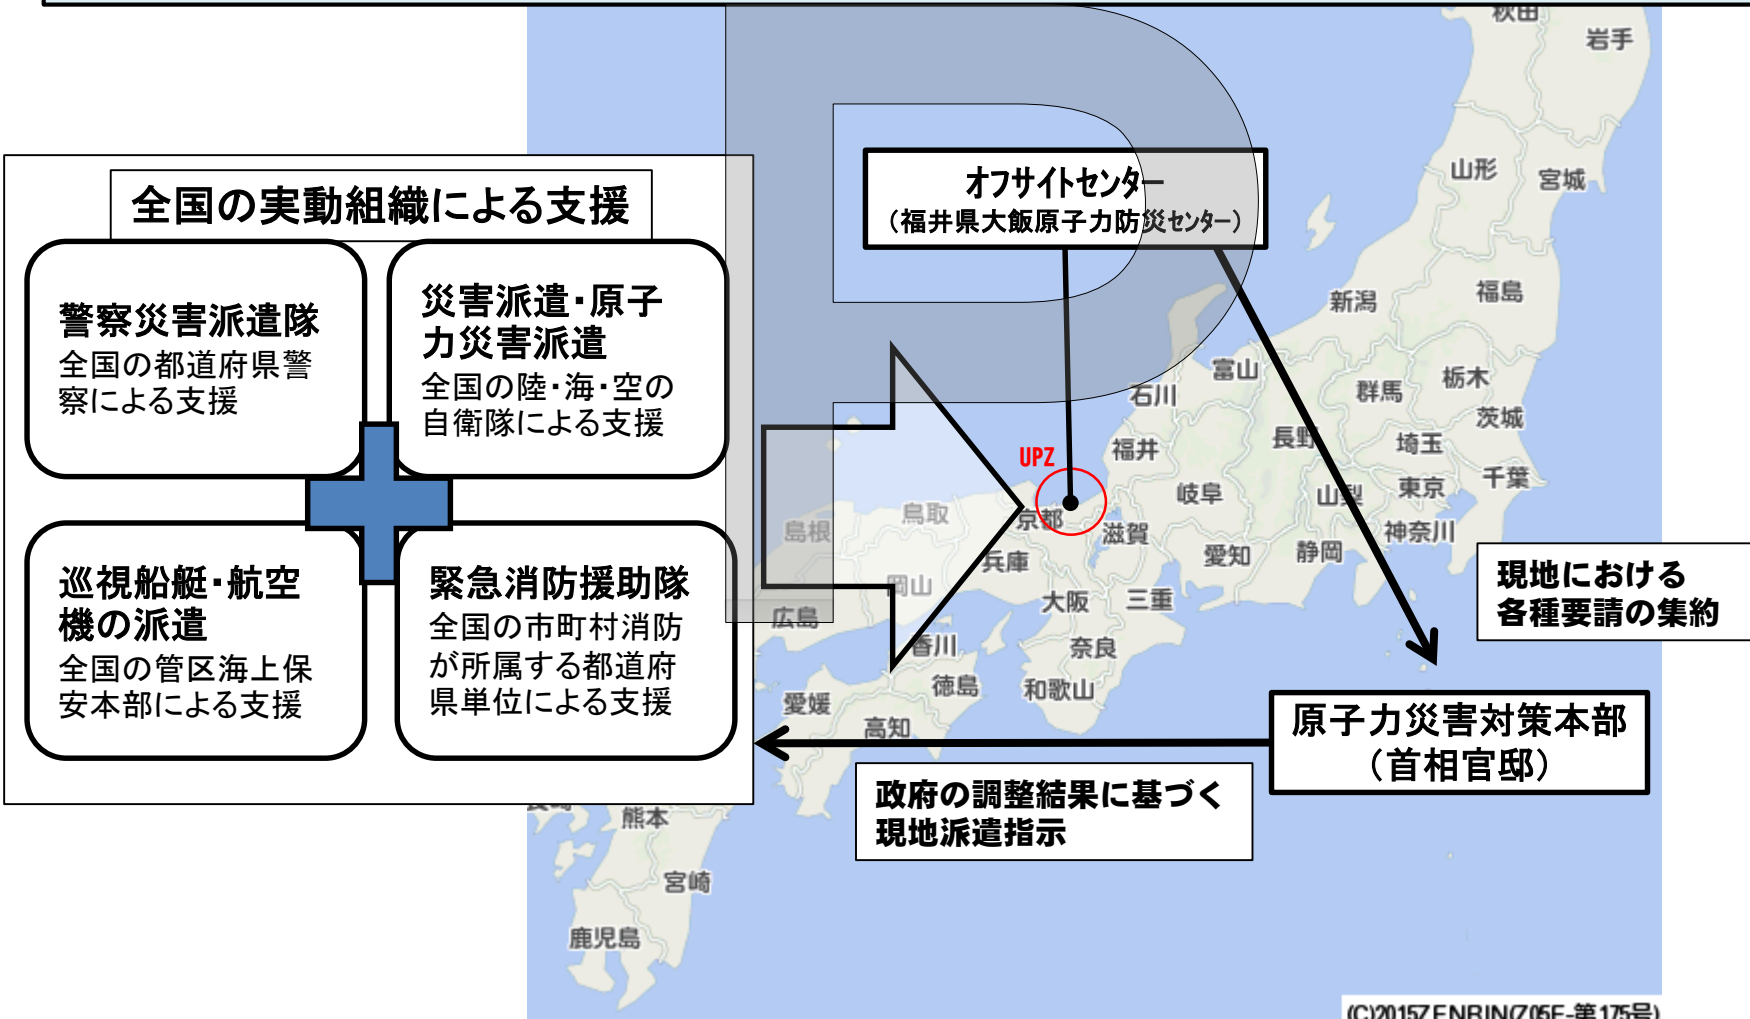 秋田
岩手
山形
宮城
全国の実動組織による支援
オフサイトセンター
（福井県大飯原子力防災センター）
警察災害派遣隊
全国の都道府県警
察による支援
災害派遣・原子
力災害派遣
全国の陸・海・空の
自衛隊による支援
巡視船艇・航空
機の派遣
全国の管区海上保
安本部による支援
緊急消防援助隊
全国の市町村消防
が所属する都道府
県単位による支援
新潟
福島
富山
石川
群馬
栃木
茨城
福井
長野
埼玉
UPZ
岐阜
山梨
東京
千葉
島根
鳥取
京都
滋賀
神奈川
兵庫
愛知
静岡
岡山
大阪
三重
広島
香川
奈良
徳島
和歌山
愛媛
高知
現地における
各種要請の集約
原子力災害対策本部
（首相官邸）
政府の調整結果に基づく
現地派遣指示
長崎
熊本
宮崎
鹿児島
(C)2015ZENRIN(Z05E-第175号)